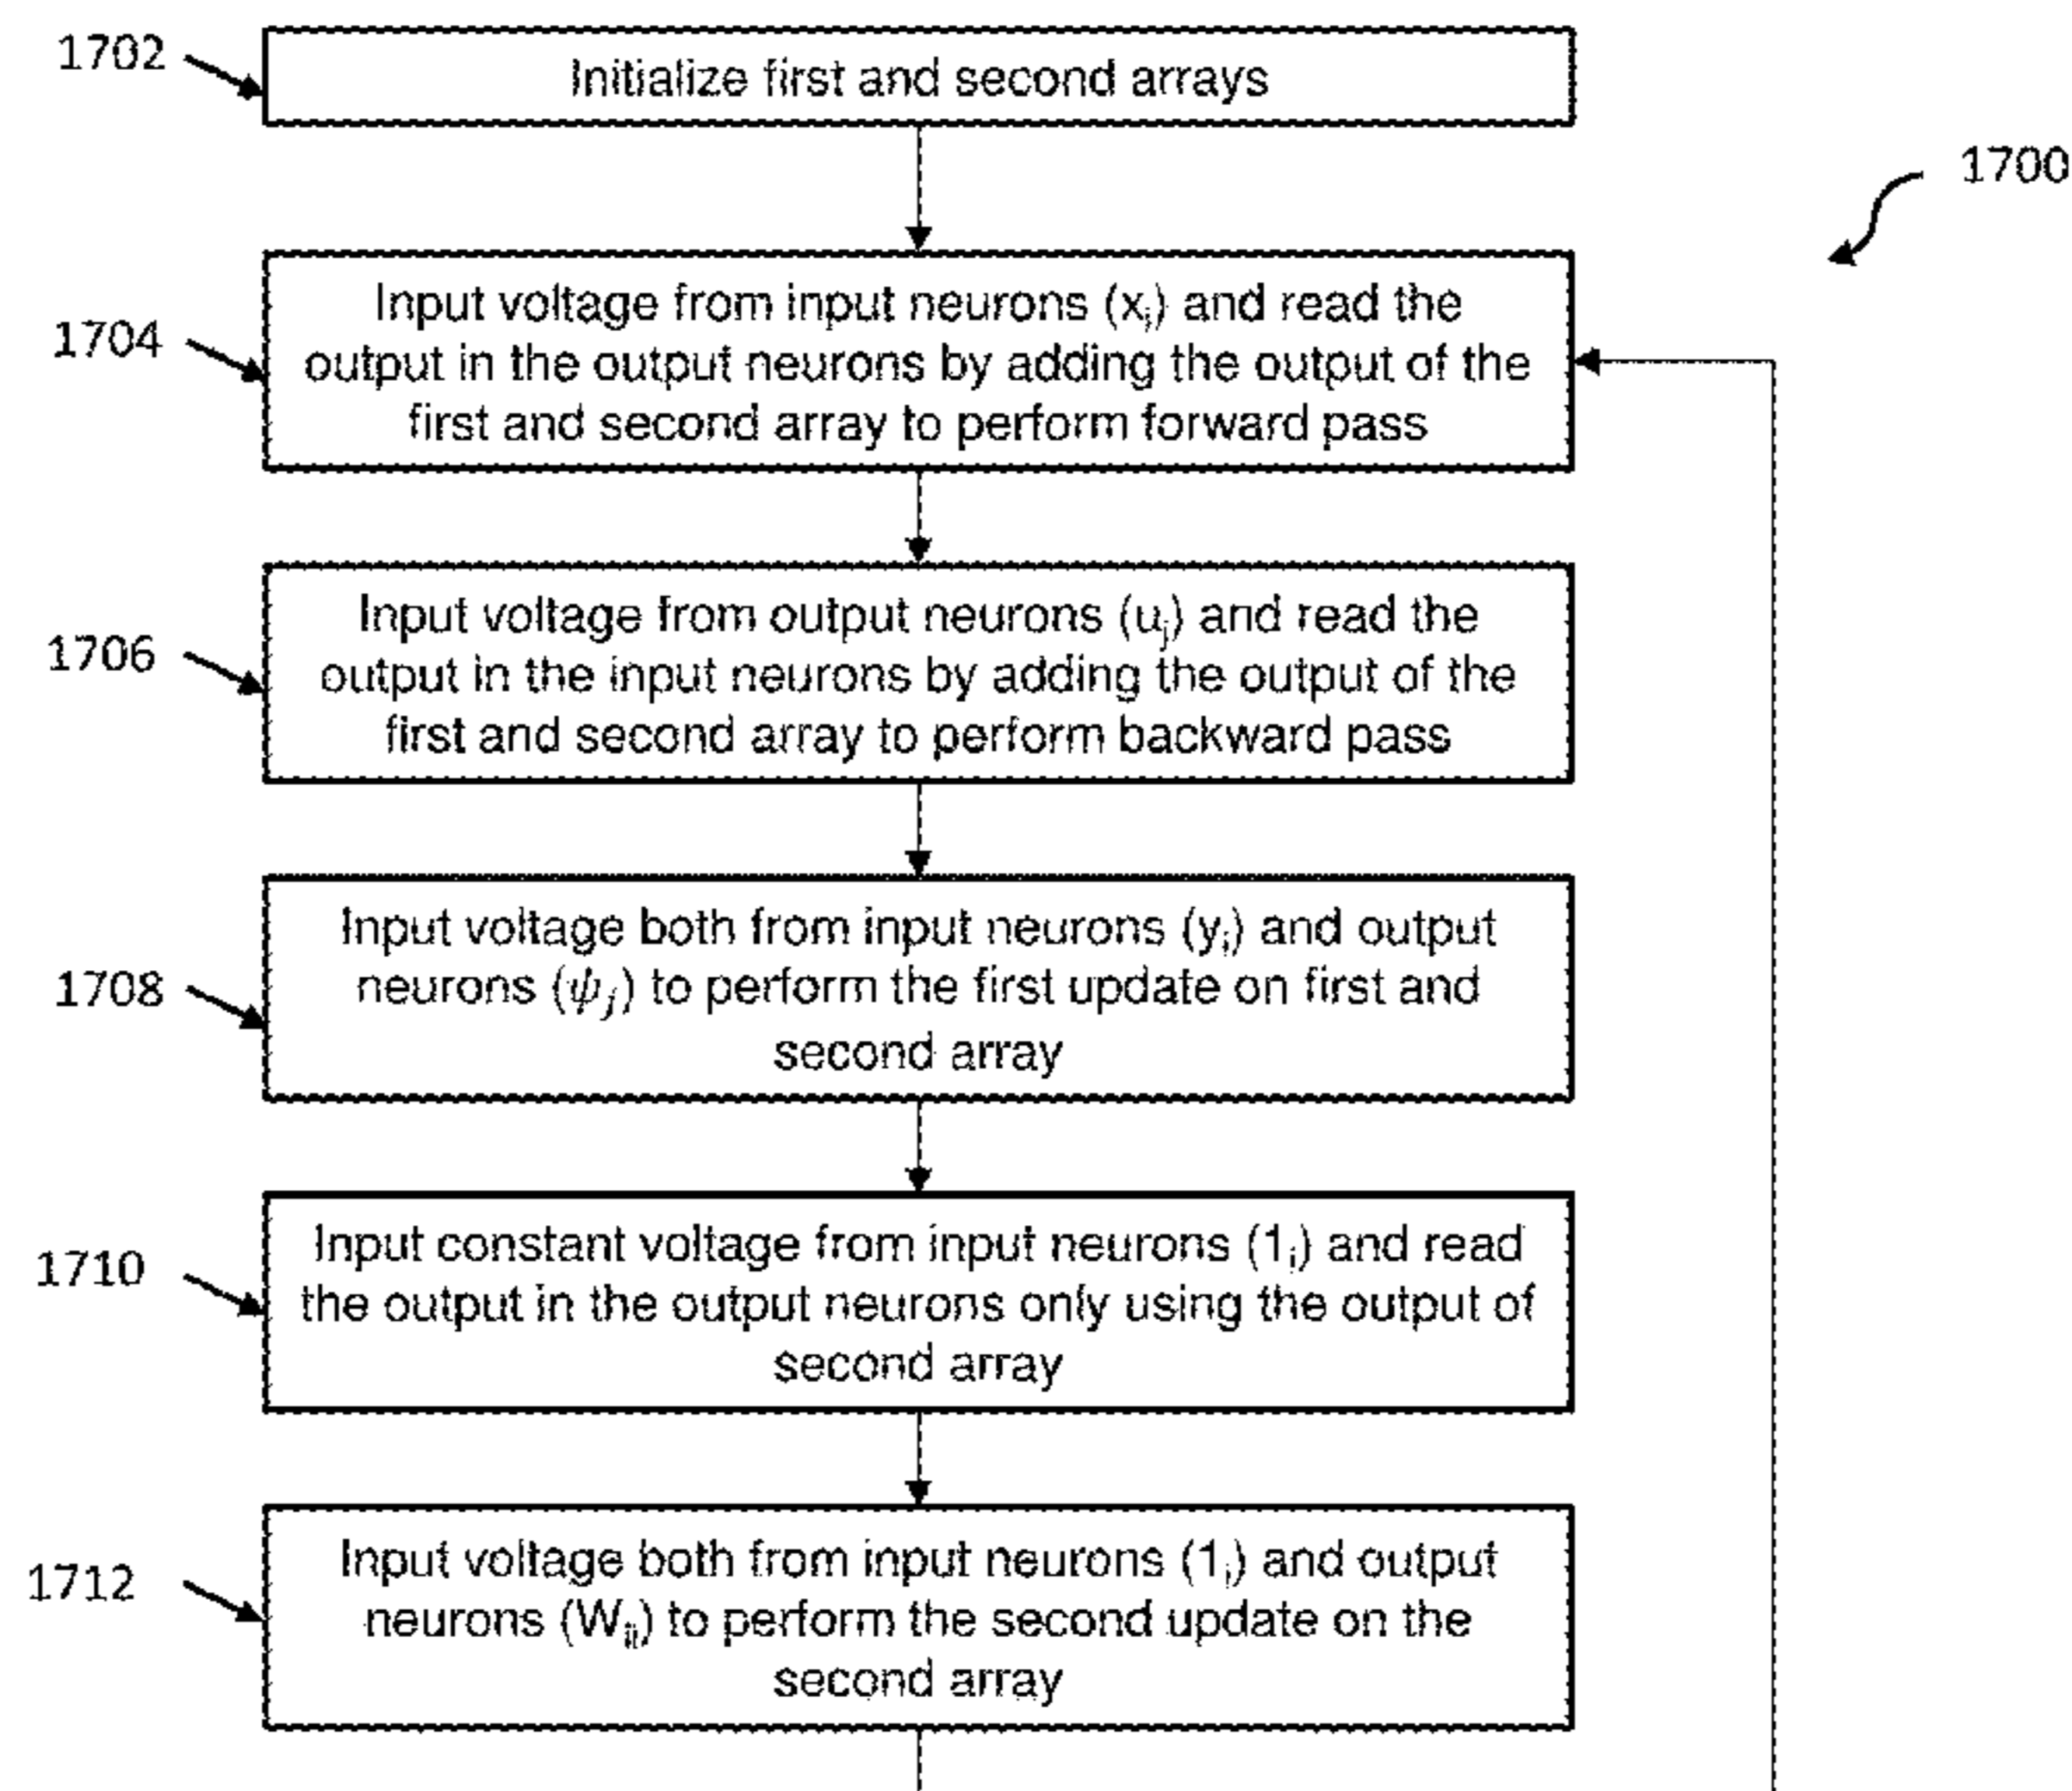 1702
Initialize first and second arrays
1700
1704
Input voltage from input neurons (xᵢ) and read the
output in the output neurons by adding the output of the
first and second array to perform forward pass
1706
Input voltage from output neurons (uⱼ) and read the
output in the input neurons by adding the output of the
first and second array to perform backward pass
1708
Input voltage both from input neurons (yᵢ) and output
neurons (ψⱼ) to perform the first update on first and
second array
1710
Input constant voltage from input neurons (1ᵢ) and read
the output in the output neurons only using the output of
second array
1712
Input voltage both from input neurons (1ᵢ) and output
neurons (Wᵢⱼ) to perform the second update on the
second array